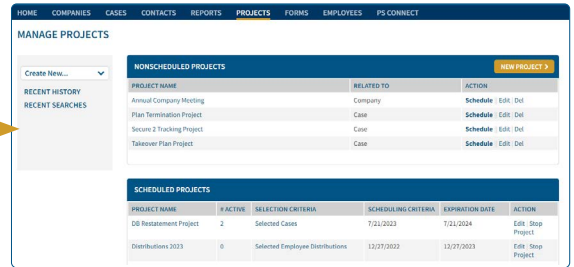 HOME COMPANIES CASES CONTACTS REPORTS PROJECTS FORMS EMPLOYEES PS CONNECT
MANAGE PROJECTS
Create New...
RECENT HISTORY
RECENT SEARCHES
NONSCHEDULED PROJECTS NEW PROJECT >
PROJECT NAME RELATED TO ACTION
Annual Company Meeting Company Schedule | Edit | Del
Plan Termination Project Case Schedule | Edit | Del
Secure 2 Tracking Project Case Schedule | Edit | Del
Takeover Plan Project Case Schedule | Edit | Del
SCHEDULED PROJECTS
PROJECT NAME # ACTIVE SELECTION CRITERIA SCHEDULING CRITERIA EXPIRATION DATE ACTION
DB Restatement Project 2 Selected Cases 7/21/2023 7/21/2024 Edit | Stop
Project
Distributions 2023 0 Selected Employee Distributions 12/27/2022 12/27/2023 Edit | Stop
Project